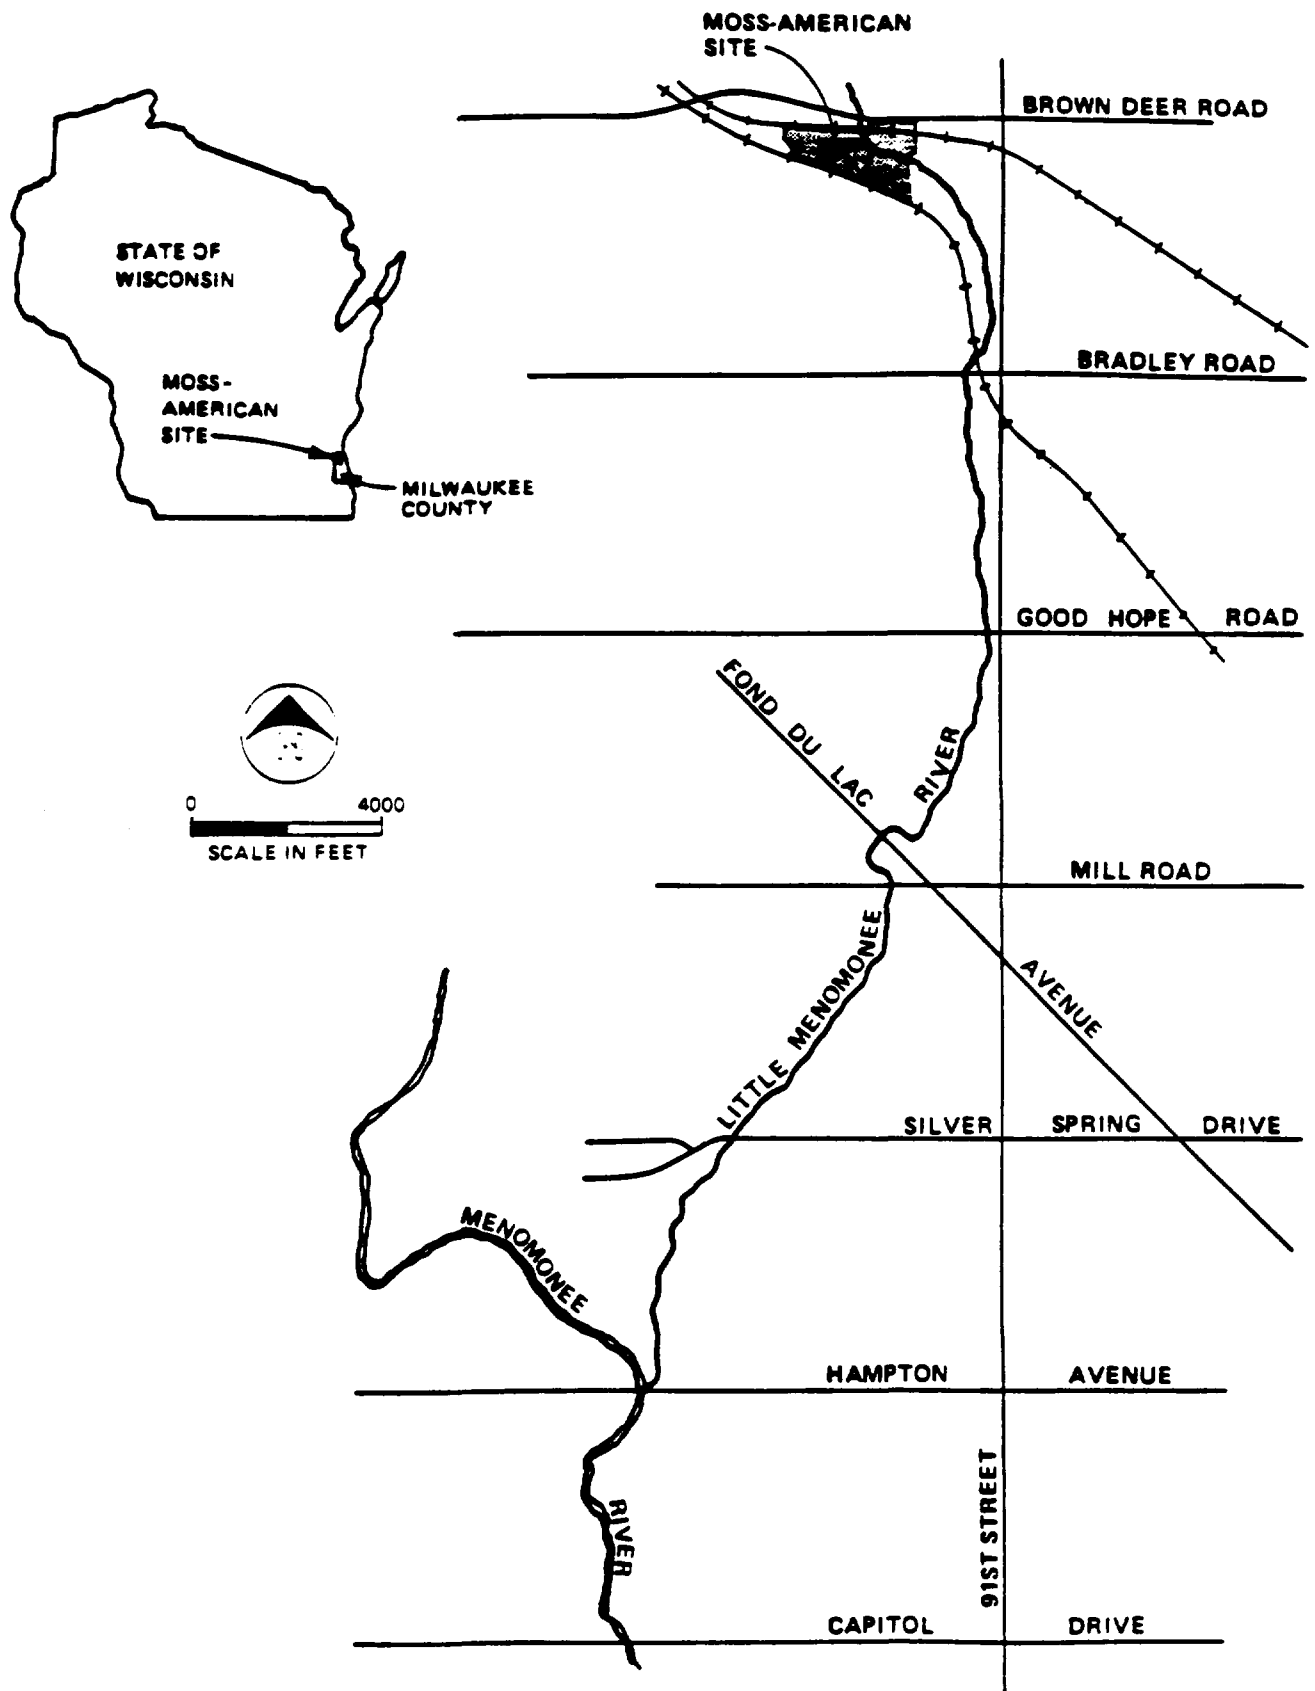 MOSS-AMERICAN
SITE
BROWN DEER ROAD
STATE OF
WISCONSIN
BRADLEY ROAD
MOSS-
AMERICAN
SITE
MILWAUKEE
COUNTY
GOOD HOPE ROAD
FOND DU LAC AVENUE
N
0 4000
SCALE IN FEET
MILL ROAD
LITTLE MENOMONEE RIVER
SILVER SPRING DRIVE
MENOMONEE RIVER
HAMPTON AVENUE
91ST STREET
CAPITOL DRIVE